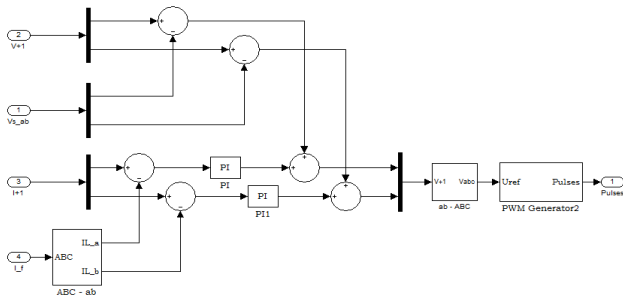 2
V+1
1
Vs_ab
3
I+1
4
I_f
ABC
IL_a
IL_b
ABC - ab
+
−
+
−
+
−
+
−
PI
PI
PI
PI1
+
+
+
+
V+1
Vabc
ab - ABC
Uref
Pulses
PWM Generator2
1
Pulses